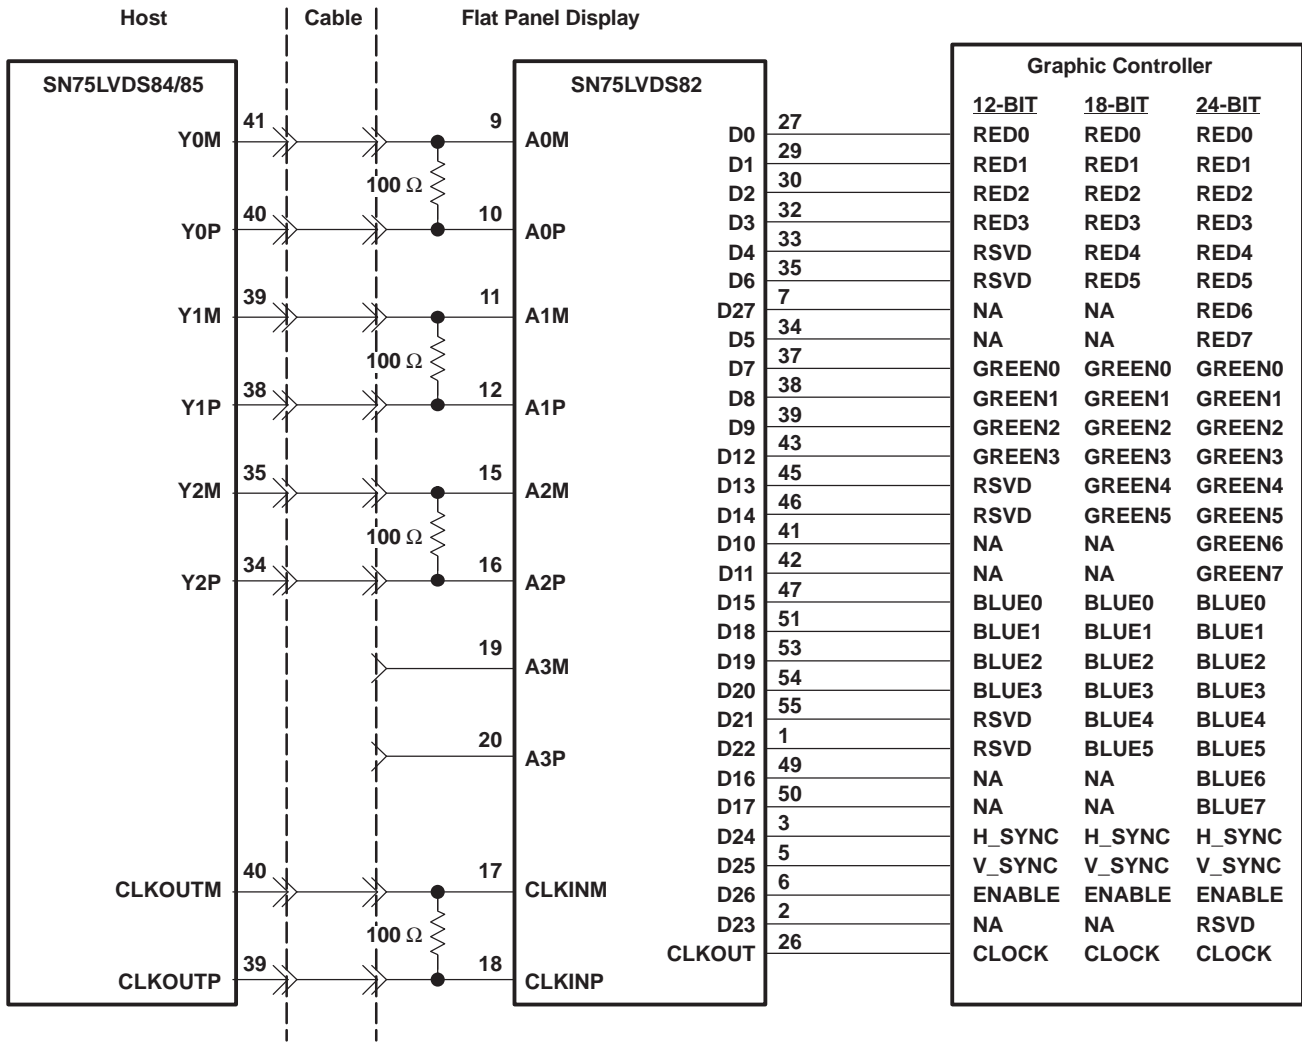 Host Cable Flat Panel Display
SN75LVDS84/85
Y0M 41
Y0P 40
Y1M 39
Y1P 38
Y2M 35
Y2P 34
CLKOUTM 40
CLKOUTP 39
100 Ω
100 Ω
100 Ω
100 Ω
SN75LVDS82
9 A0M
10 A0P
11 A1M
12 A1P
15 A2M
16 A2P
19 A3M
20 A3P
17 CLKINM
18 CLKINP
Graphic Controller
12-BIT 18-BIT 24-BIT
D0 27 RED0 RED0 RED0
D1 29 RED1 RED1 RED1
D2 30 RED2 RED2 RED2
D3 32 RED3 RED3 RED3
D4 33 RSVD RED4 RED4
D6 35 RSVD RED5 RED5
D27 7 NA NA RED6
D5 34 NA NA RED7
D7 37 GREEN0 GREEN0 GREEN0
D8 38 GREEN1 GREEN1 GREEN1
D9 39 GREEN2 GREEN2 GREEN2
D12 43 GREEN3 GREEN3 GREEN3
D13 45 RSVD GREEN4 GREEN4
D14 46 RSVD GREEN5 GREEN5
D10 41 NA NA GREEN6
D11 42 NA NA GREEN7
D15 47 BLUE0 BLUE0 BLUE0
D18 51 BLUE1 BLUE1 BLUE1
D19 53 BLUE2 BLUE2 BLUE2
D20 54 BLUE3 BLUE3 BLUE3
D21 55 RSVD BLUE4 BLUE4
D22 1 RSVD BLUE5 BLUE5
D16 49 NA NA BLUE6
D17 50 NA NA BLUE7
D24 3 H_SYNC H_SYNC H_SYNC
D25 5 V_SYNC V_SYNC V_SYNC
D26 6 ENABLE ENABLE ENABLE
D23 2 NA NA RSVD
CLKOUT 26 CLOCK CLOCK CLOCK